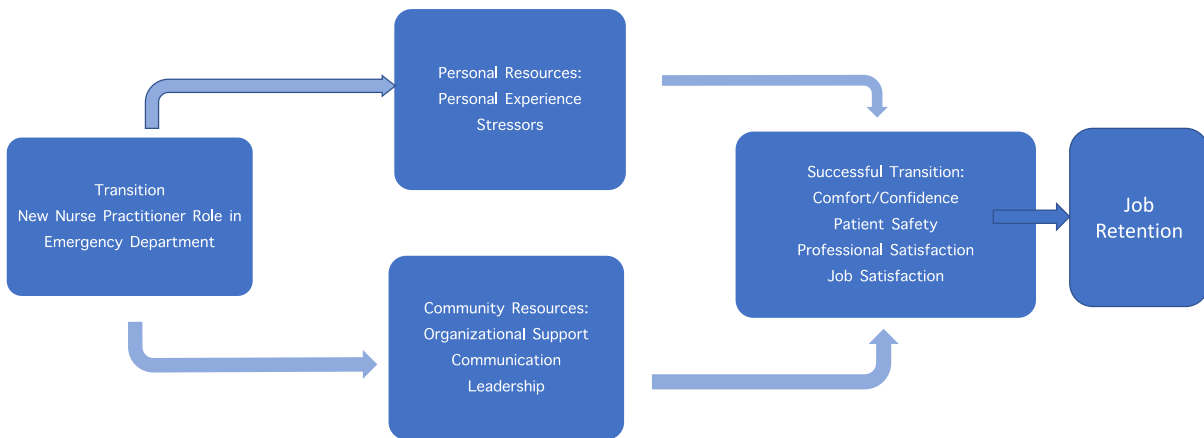 Transition
New Nurse Practitioner Role in
Emergency Department
Personal Resources:
Personal Experience
Stressors
Community Resources:
Organizational Support
Communication
Leadership
Successful Transition:
Comfort/Confidence
Patient Safety
Professional Satisfaction
Job Satisfaction
Job
Retention